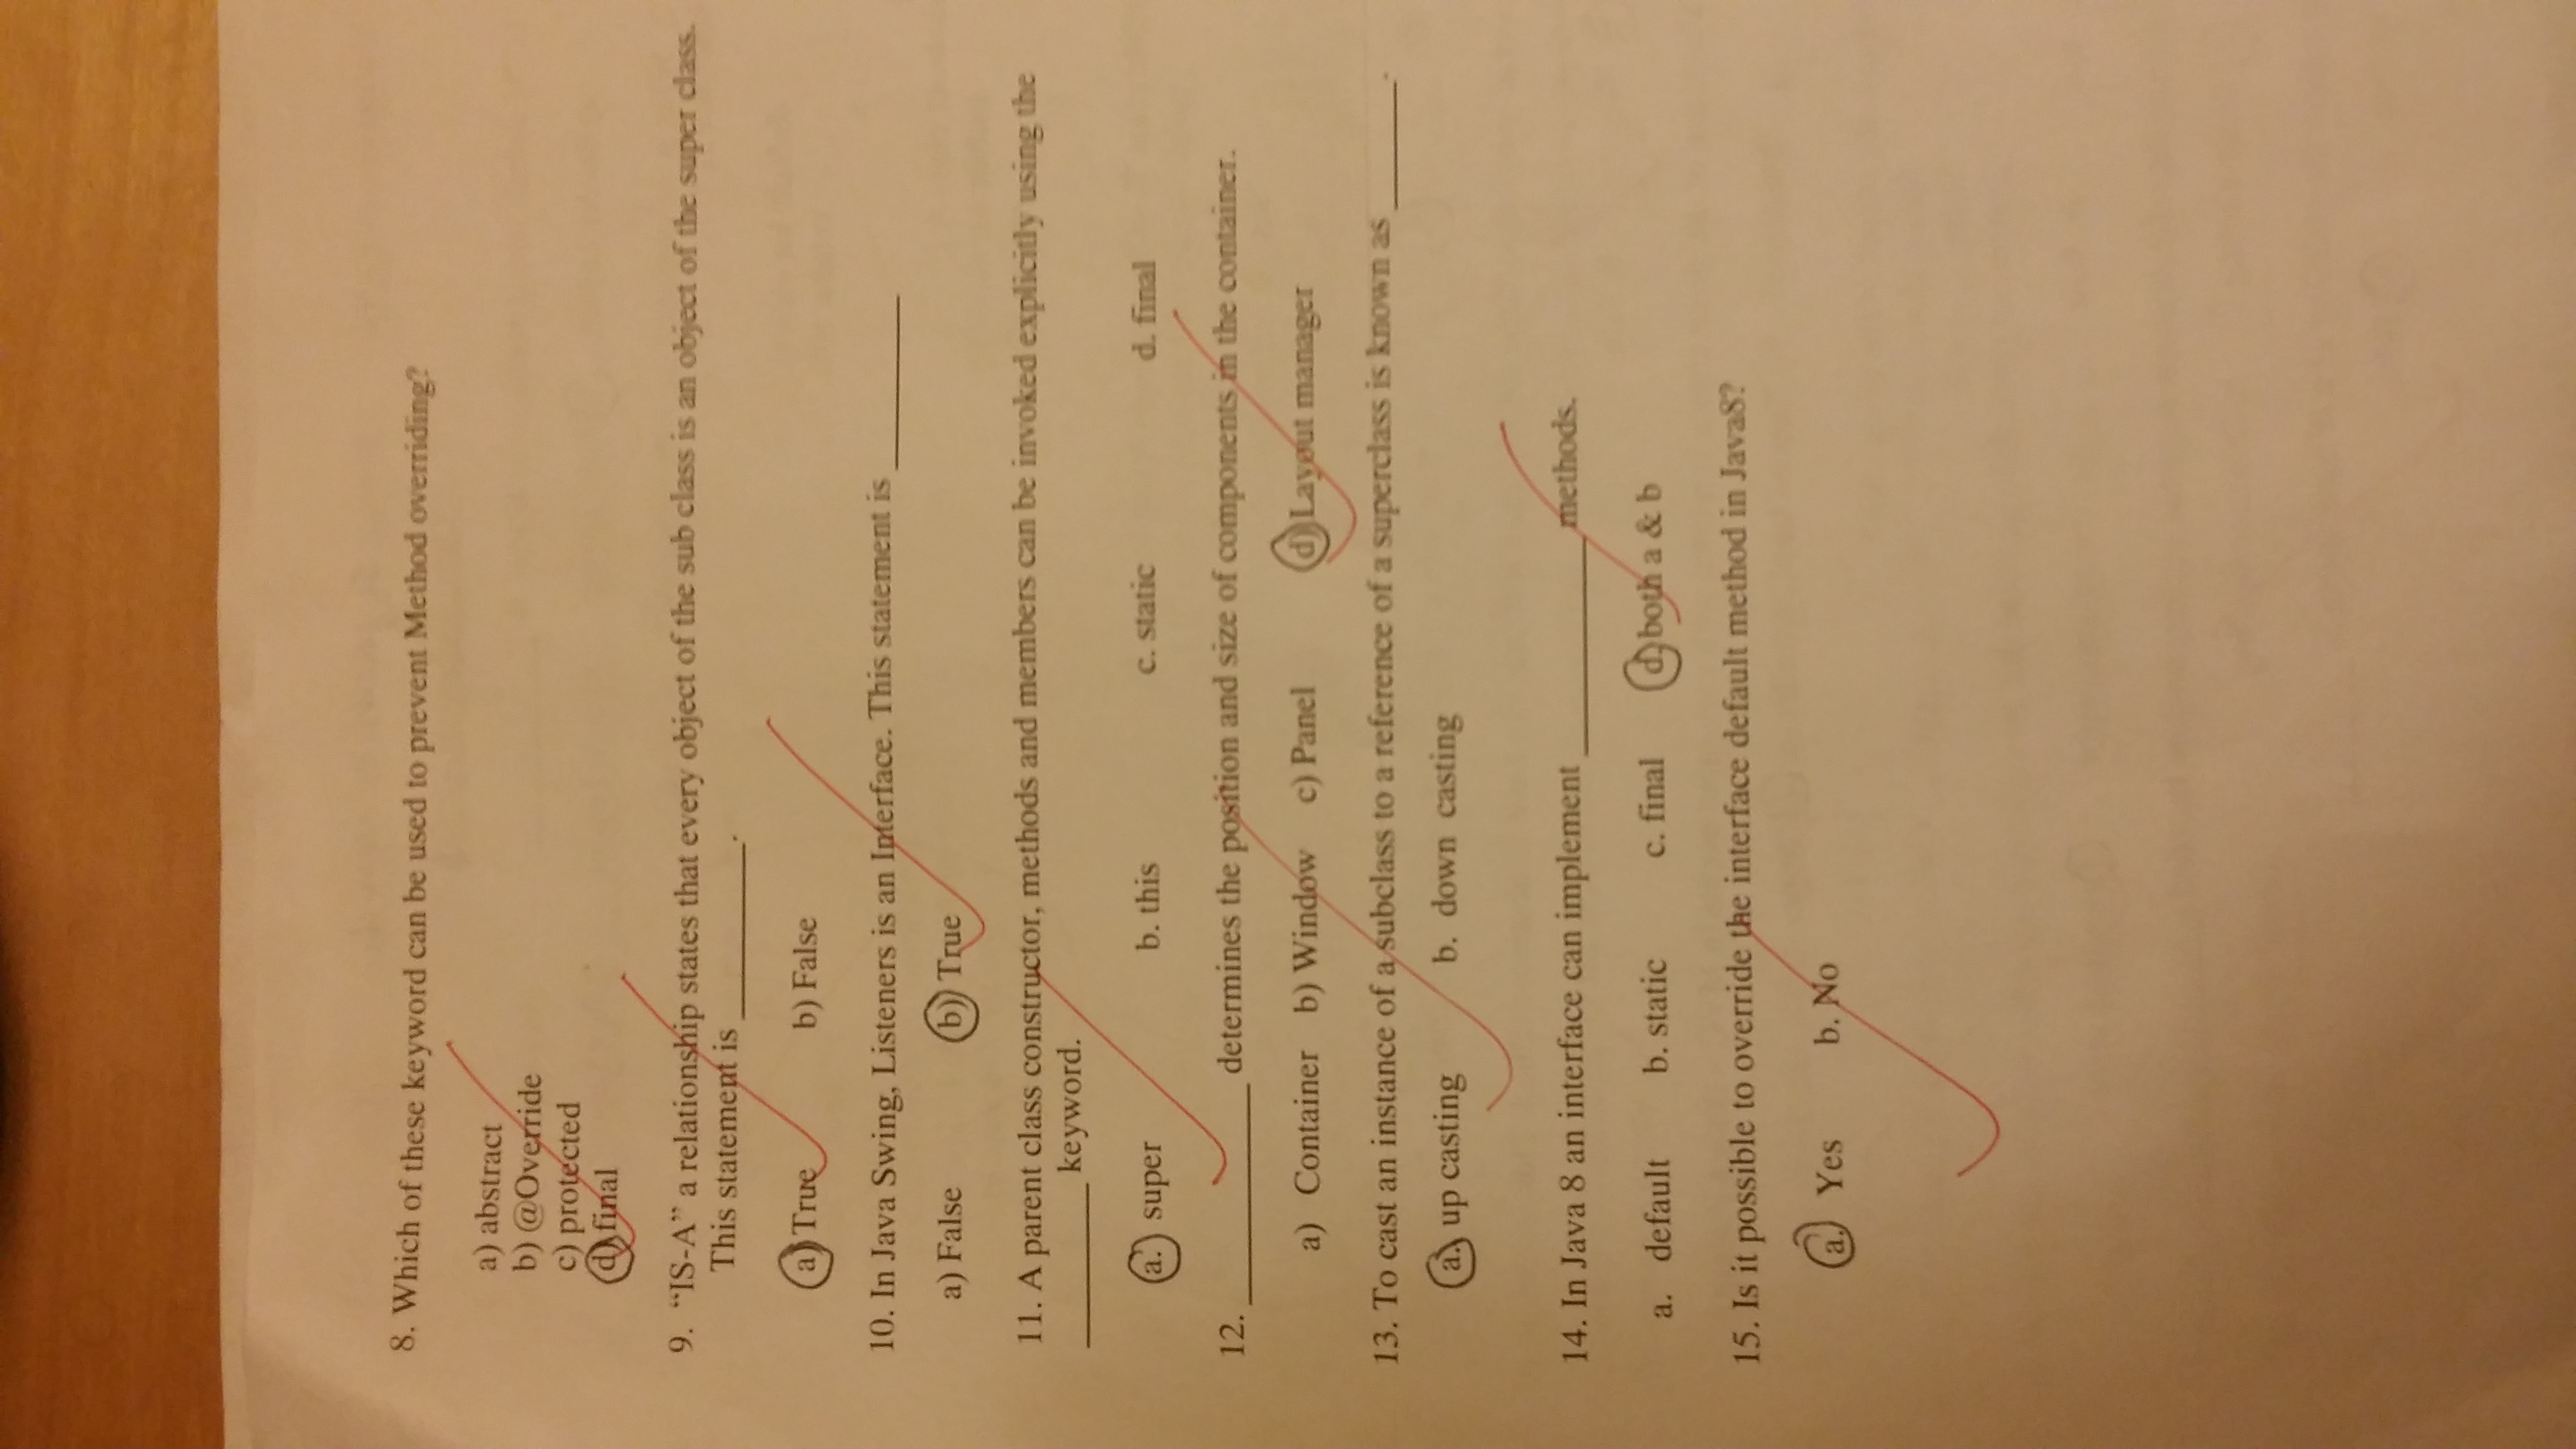 8. Which of these keyword can be used to prevent Method overriding?
a) abstract
b) @Override
c) protected
d) final
9. “IS-A” a relationship states that every object of the sub class is an object of the super class.
This statement is __________.
a) True b) False
10. In Java Swing, Listeners is an Interface. This statement is __________
a) False b) True
11. A parent class constructor, methods and members can be invoked explicitly using the
__________ keyword.
a. super b. this c. static d. final
12. _____________ determines the position and size of components in the container.
a) Container b) Window c) Panel d) Layout manager
13. To cast an instance of a subclass to a reference of a superclass is known as _______.
a. up casting b. down casting
14. In Java 8 an interface can implement _____________ methods.
a. default b. static c. final d. both a & b
15. Is it possible to override the interface default method in Java8?
a. Yes b. No